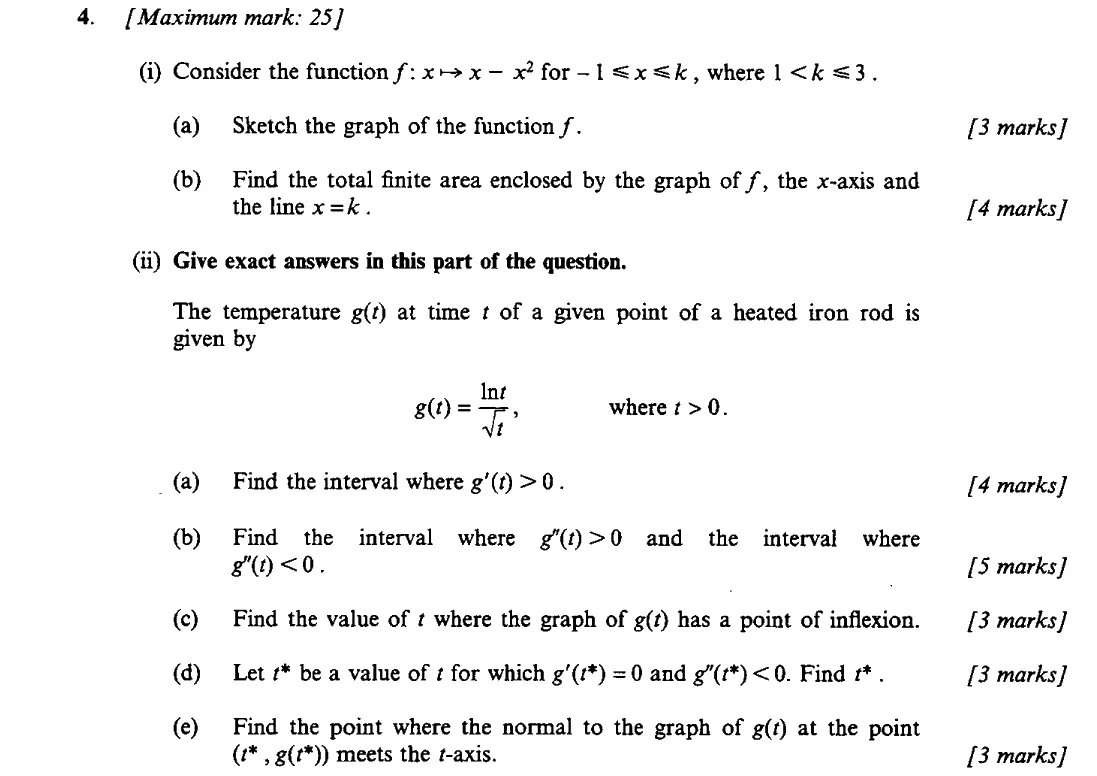 4. [Maximum mark: 25]
(i) Consider the function f : x ↦ x − x² for − 1 ⩽ x ⩽ k , where 1 < k ⩽ 3 .
(a) Sketch the graph of the function f . [3 marks]
(b) Find the total finite area enclosed by the graph of f , the x-axis and
the line x = k . [4 marks]
(ii) Give exact answers in this part of the question.
The temperature g(t) at time t of a given point of a heated iron rod is
given by
g(t) = lnt/√t , where t > 0 .
(a) Find the interval where g′(t) > 0 . [4 marks]
(b) Find the interval where g″(t) > 0 and the interval where
g″(t) < 0 . [5 marks]
(c) Find the value of t where the graph of g(t) has a point of inflexion. [3 marks]
(d) Let t* be a value of t for which g′(t*) = 0 and g″(t*) < 0. Find t* . [3 marks]
(e) Find the point where the normal to the graph of g(t) at the point
(t* , g(t*)) meets the t-axis. [3 marks]